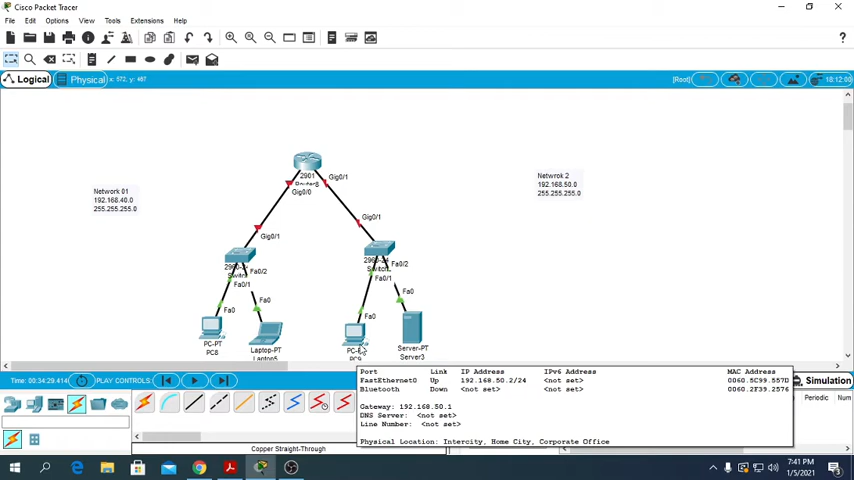 Cisco Packet Tracer
File Edit Options View Tools Extensions Help
Logical Physical x: 572, y: 467 [Root] 18:12:00
2901
Router8
Gig0/1
Gig0/0
Network 01
192.168.40.0
255.255.255.0
Netwrok 2
192.168.50.0
255.255.255.0
Gig0/1
Gig0/1
Fa0/2
Fa0/1
Fa0/2
Fa0/1
Fa0
Fa0
Fa0
PC-PT
PC8
Laptop-PT
Laptop5
Server-PT
Server3
Time: 00:34:29.414 PLAY CONTROLS: Simulation
Port Link IP Address IPv6 Address MAC Address
FastEthernet0 Up 192.168.50.2/24 <not set> 0060.5C99.557D
Bluetooth Down <not set> <not set> 0060.2F39.2576
Gateway: 192.168.50.1
DNS Server: <not set>
Line Number: <not set>
Physical Location: Intercity, Home City, Corporate Office
Periodic Num
Copper Straight-Through
7:41 PM
1/5/2021